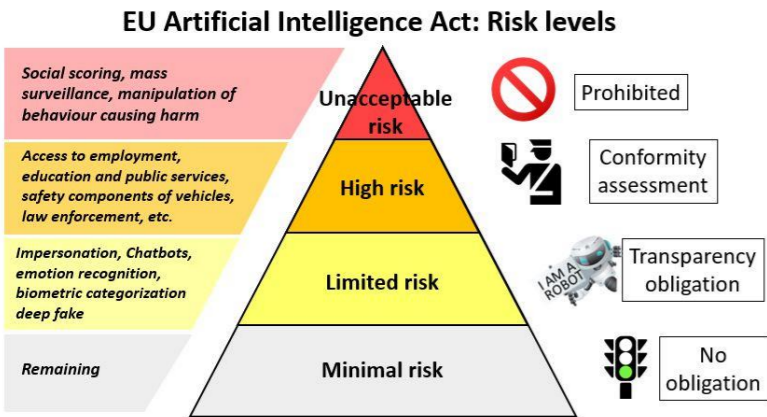 EU Artificial Intelligence Act: Risk levels
Social scoring, mass
surveillance, manipulation of
behaviour causing harm
Unacceptable
risk
Prohibited
Access to employment,
education and public services,
safety components of vehicles,
law enforcement, etc.
High risk
Conformity
assessment
Impersonation, Chatbots,
emotion recognition,
biometric categorization
deep fake
Limited risk
I AM A
ROBOT
Transparency
obligation
Remaining
Minimal risk
No
obligation